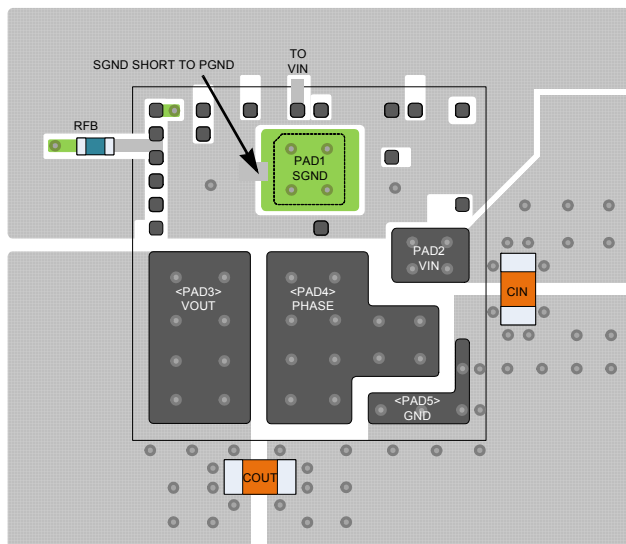 TO
VIN
SGND SHORT TO PGND
RFB
PAD1
SGND
PAD2
VIN
<PAD3>
VOUT
<PAD4>
PHASE
CIN
<PAD5>
GND
COUT